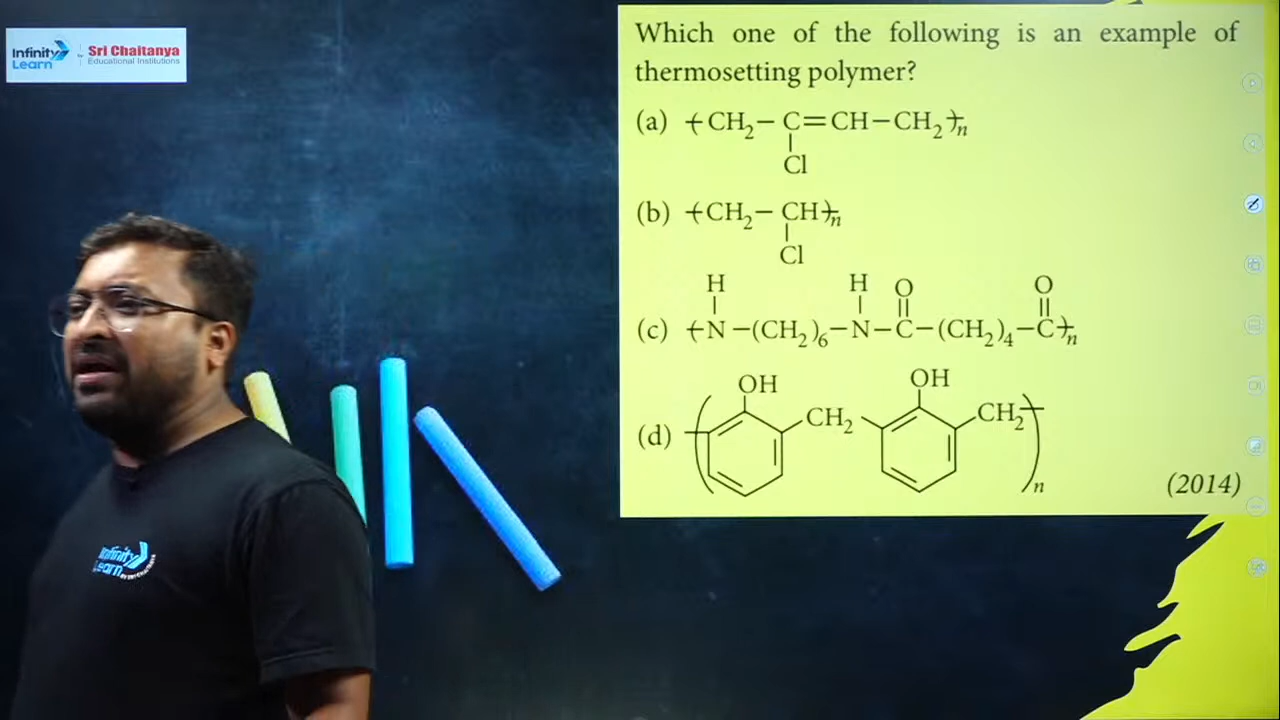 Infinity Learn by Sri Chaitanya Educational Institutions
Which one of the following is an example of
thermosetting polymer?
(a) -(CH₂–C=CH–CH₂)-ₙ
Cl
(b) -(CH₂–CH)-ₙ
Cl
H H O O
(c) -(N–(CH₂)₆–N–C–(CH₂)₄–C)-ₙ
OH OH
(d) CH₂ CH₂
n
(2014)
Infinity
Learn